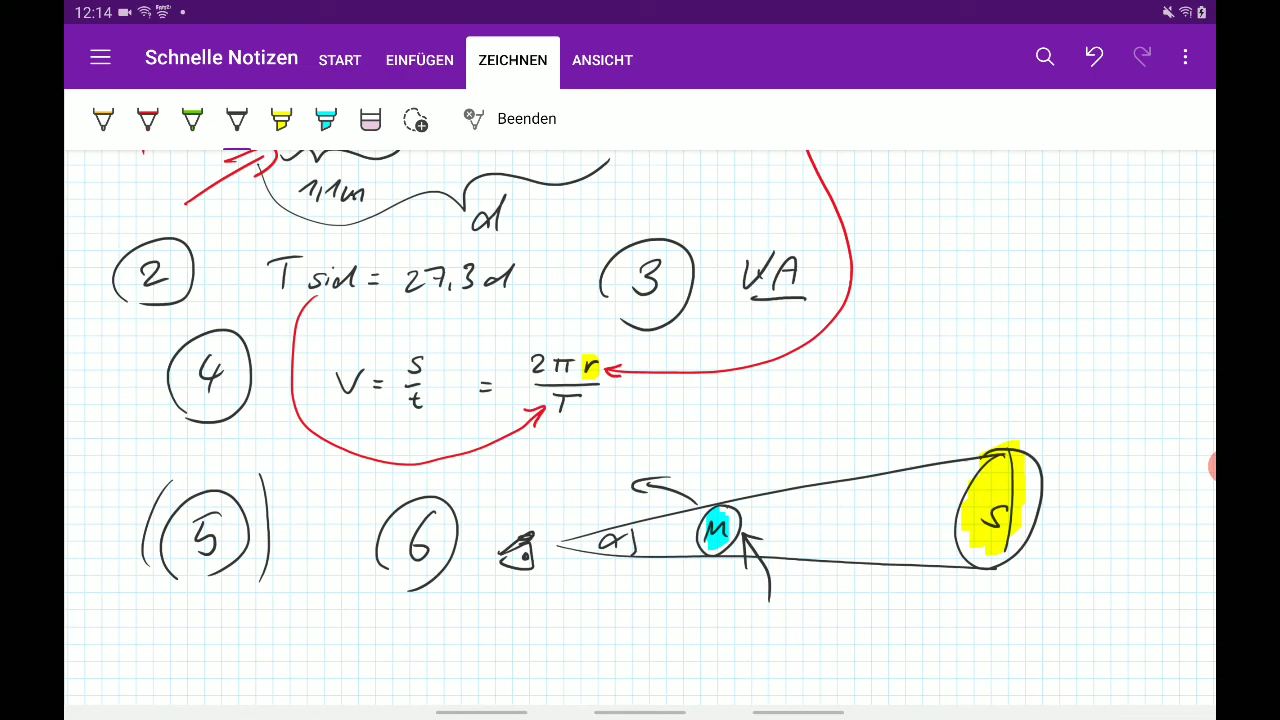 12:14
Schnelle Notizen START EINFÜGEN ZEICHNEN ANSICHT
Beenden
1,1m
d
2 T sid = 27,3d 3 VA
4 V = s/t = 2πr/T
(5) 6 α M S